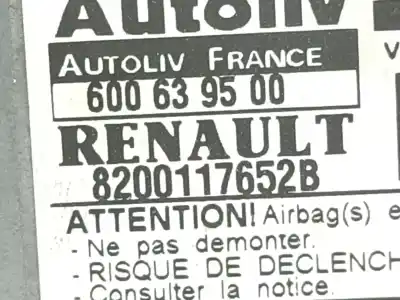 Autoliv
AUTOLIV FRANCE
600 63 95 00
RENAULT
8200117652B
ATTENTION! Airbag(s) e
- Ne pas demonter.
- RISQUE DE DECLENCH
- Consulter la notice.